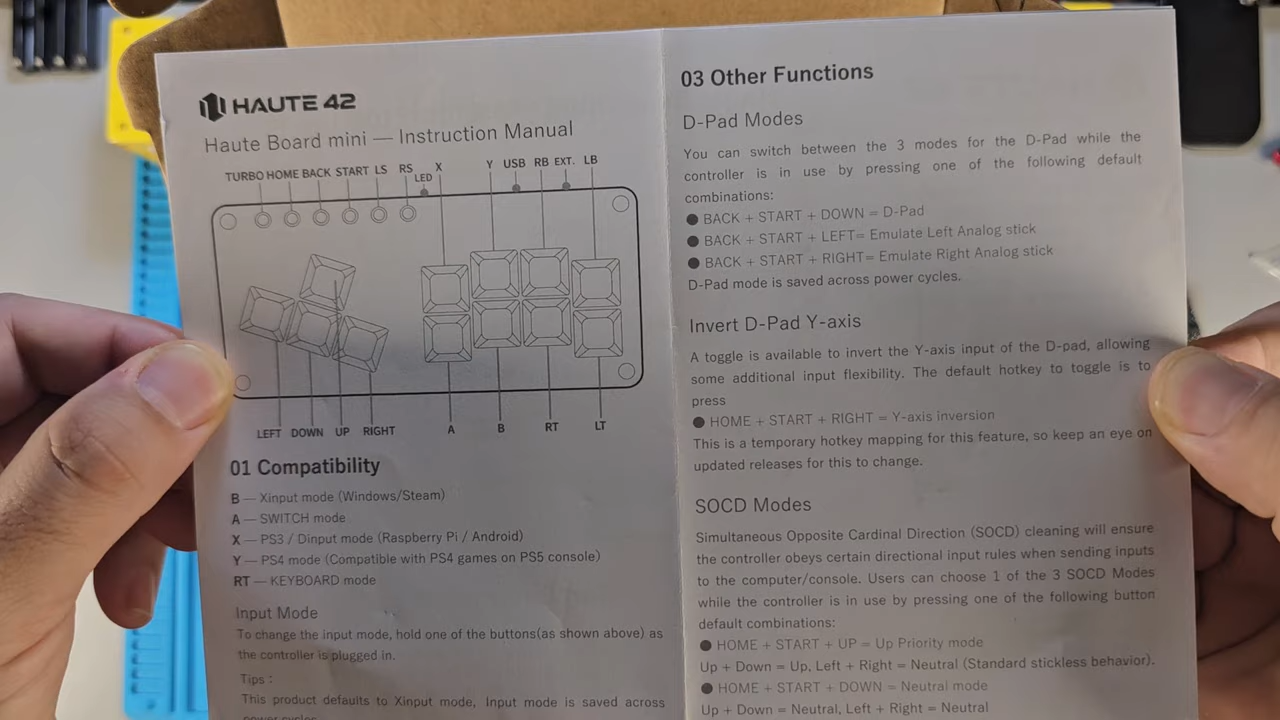 HAUTE 42
Haute Board mini — Instruction Manual
TURBO HOME BACK START LS RS LED X Y USB RB EXT. LB
LEFT DOWN UP RIGHT A B RT LT
01 Compatibility
B — Xinput mode (Windows/Steam)
A — SWITCH mode
X — PS3 / Dinput mode (Raspberry Pi / Android)
Y — PS4 mode (Compatible with PS4 games on PS5 console)
RT — KEYBOARD mode
Input Mode
To change the input mode, hold one of the buttons(as shown above) as
the controller is plugged in.
Tips :
This product defaults to Xinput mode, Input mode is saved across
power cycles
03 Other Functions
D-Pad Modes
You can switch between the 3 modes for the D-Pad while the
controller is in use by pressing one of the following default
combinations:
● BACK + START + DOWN = D-Pad
● BACK + START + LEFT= Emulate Left Analog stick
● BACK + START + RIGHT= Emulate Right Analog stick
D-Pad mode is saved across power cycles.
Invert D-Pad Y-axis
A toggle is available to invert the Y-axis input of the D-pad, allowing
some additional input flexibility. The default hotkey to toggle is to
press
● HOME + START + RIGHT = Y-axis inversion
This is a temporary hotkey mapping for this feature, so keep an eye on
updated releases for this to change.
SOCD Modes
Simultaneous Opposite Cardinal Direction (SOCD) cleaning will ensure
the controller obeys certain directional input rules when sending inputs
to the computer/console. Users can choose 1 of the 3 SOCD Modes
while the controller is in use by pressing one of the following button
default combinations:
● HOME + START + UP = Up Priority mode
Up + Down = Up, Left + Right = Neutral (Standard stickless behavior).
● HOME + START + DOWN = Neutral mode
Up + Down = Neutral, Left + Right = Neutral